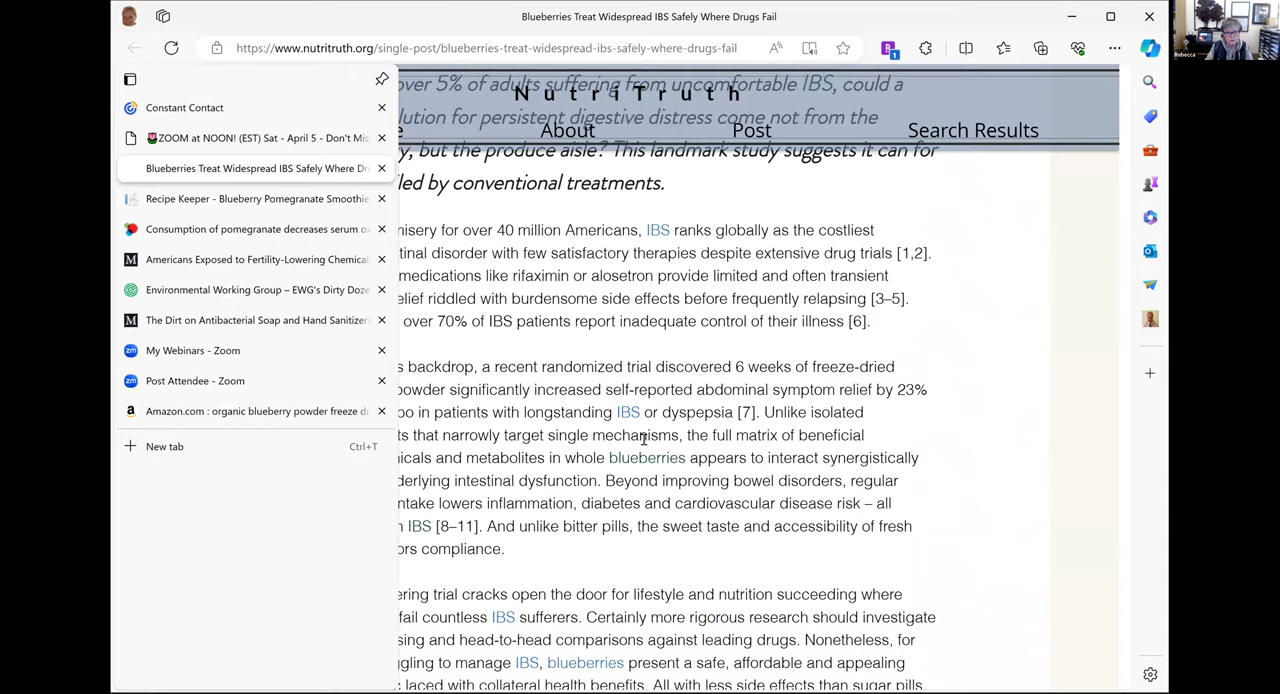 Blueberries Treat Widespread IBS Safely Where Drugs Fail
https://www.nutritruth.org/single-post/blueberries-treat-widespread-ibs-safely-where-drugs-fail
1
Rebecca
Constant Contact
🌷ZOOM at NOON! (EST) Sat - April 5 - Don't Mis
Blueberries Treat Widespread IBS Safely Where Dr
Recipe Keeper - Blueberry Pomegranate Smoothie
Consumption of pomegranate decreases serum ox
Americans Exposed to Fertility-Lowering Chemica
Environmental Working Group – EWG's Dirty Doze
The Dirt on Antibacterial Soap and Hand Sanitizer
My Webinars - Zoom
Post Attendee - Zoom
Amazon.com : organic blueberry powder freeze dr
New tab Ctrl+T
over 5% of adults suffering from uncomfortable IBS, could a
NutriTruth
lution for persistent digestive distress come not from the
e About Post Search Results
y, but the produce aisle? This landmark study suggests it can for
led by conventional treatments.
nisery for over 40 million Americans, IBS ranks globally as the costliest
tinal disorder with few satisfactory therapies despite extensive drug trials [1,2].
medications like rifaximin or alosetron provide limited and often transient
elief riddled with burdensome side effects before frequently relapsing [3–5].
over 70% of IBS patients report inadequate control of their illness [6].
s backdrop, a recent randomized trial discovered 6 weeks of freeze-dried
powder significantly increased self-reported abdominal symptom relief by 23%
bo in patients with longstanding IBS or dyspepsia [7]. Unlike isolated
ts that narrowly target single mechanisms, the full matrix of beneficial
icals and metabolites in whole blueberries appears to interact synergistically
derlying intestinal dysfunction. Beyond improving bowel disorders, regular
ntake lowers inflammation, diabetes and cardiovascular disease risk – all
n IBS [8–11]. And unlike bitter pills, the sweet taste and accessibility of fresh
ors compliance.
ering trial cracks open the door for lifestyle and nutrition succeeding where
fail countless IBS sufferers. Certainly more rigorous research should investigate
sing and head-to-head comparisons against leading drugs. Nonetheless, for
ggling to manage IBS, blueberries present a safe, affordable and appealing
c laced with collateral health benefits. All with less side effects than sugar pills.